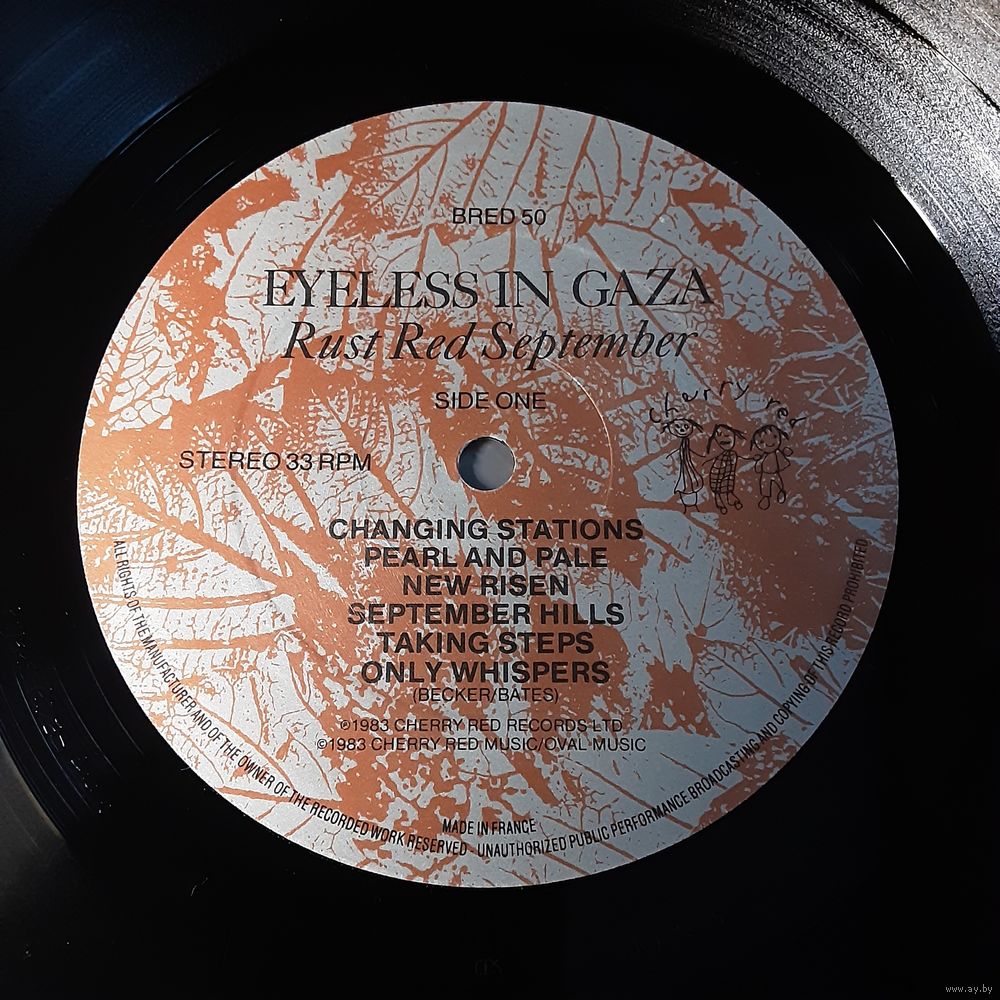 BRED 50
EYELESS IN GAZA
Rust Red September
SIDE ONE
cherry red
STEREO 33 RPM
CHANGING STATIONS
PEARL AND PALE
NEW RISEN
SEPTEMBER HILLS
TAKING STEPS
ONLY WHISPERS
(BECKER/BATES)
℗1983 CHERRY RED RECORDS LTD
©1983 CHERRY RED MUSIC/OVAL MUSIC
MADE IN FRANCE
ALL RIGHTS OF THE MANUFACTURER AND OF THE OWNER OF THE RECORDED WORK RESERVED - UNAUTHORIZED PUBLIC PERFORMANCE BROADCASTING AND COPYING OF THIS RECORD PROHIBITED
www.ay.by